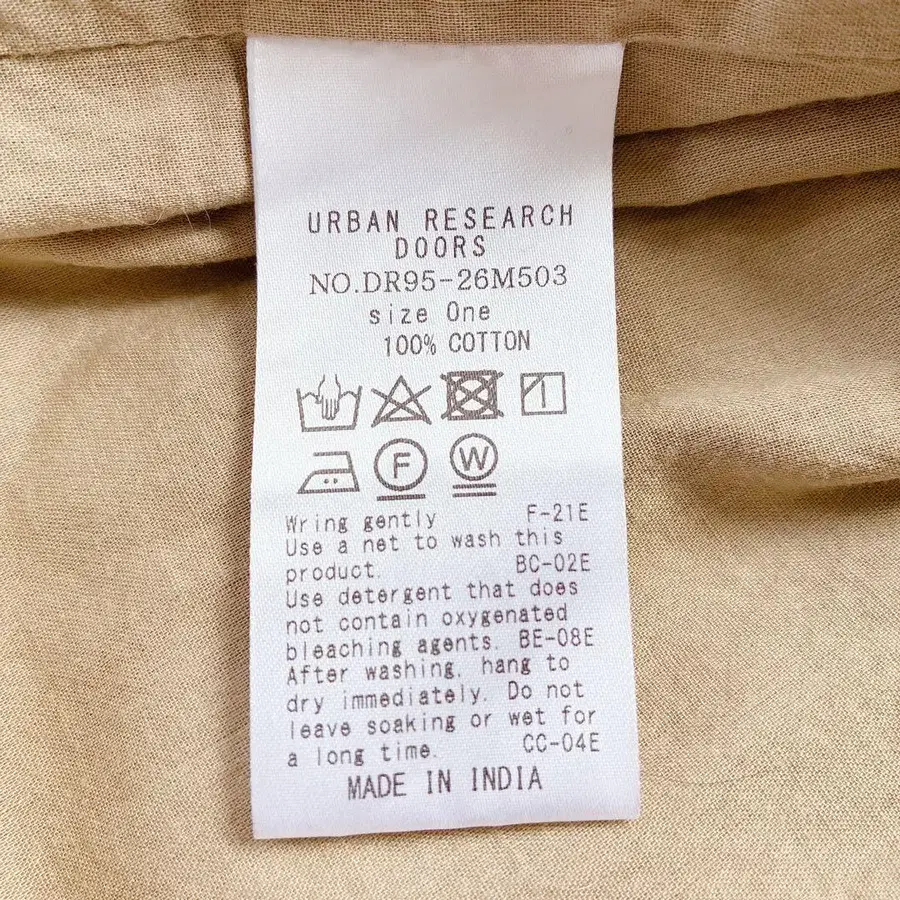 URBAN RESEARCH
DOORS
NO.DR95-26M503
size One
100% COTTON
F W
Wring gently F-21E
Use a net to wash this
product. BC-02E
Use detergent that does
not contain oxygenated
bleaching agents. BE-08E
After washing, hang to
dry immediately. Do not
leave soaking or wet for
a long time. CC-04E
MADE IN INDIA